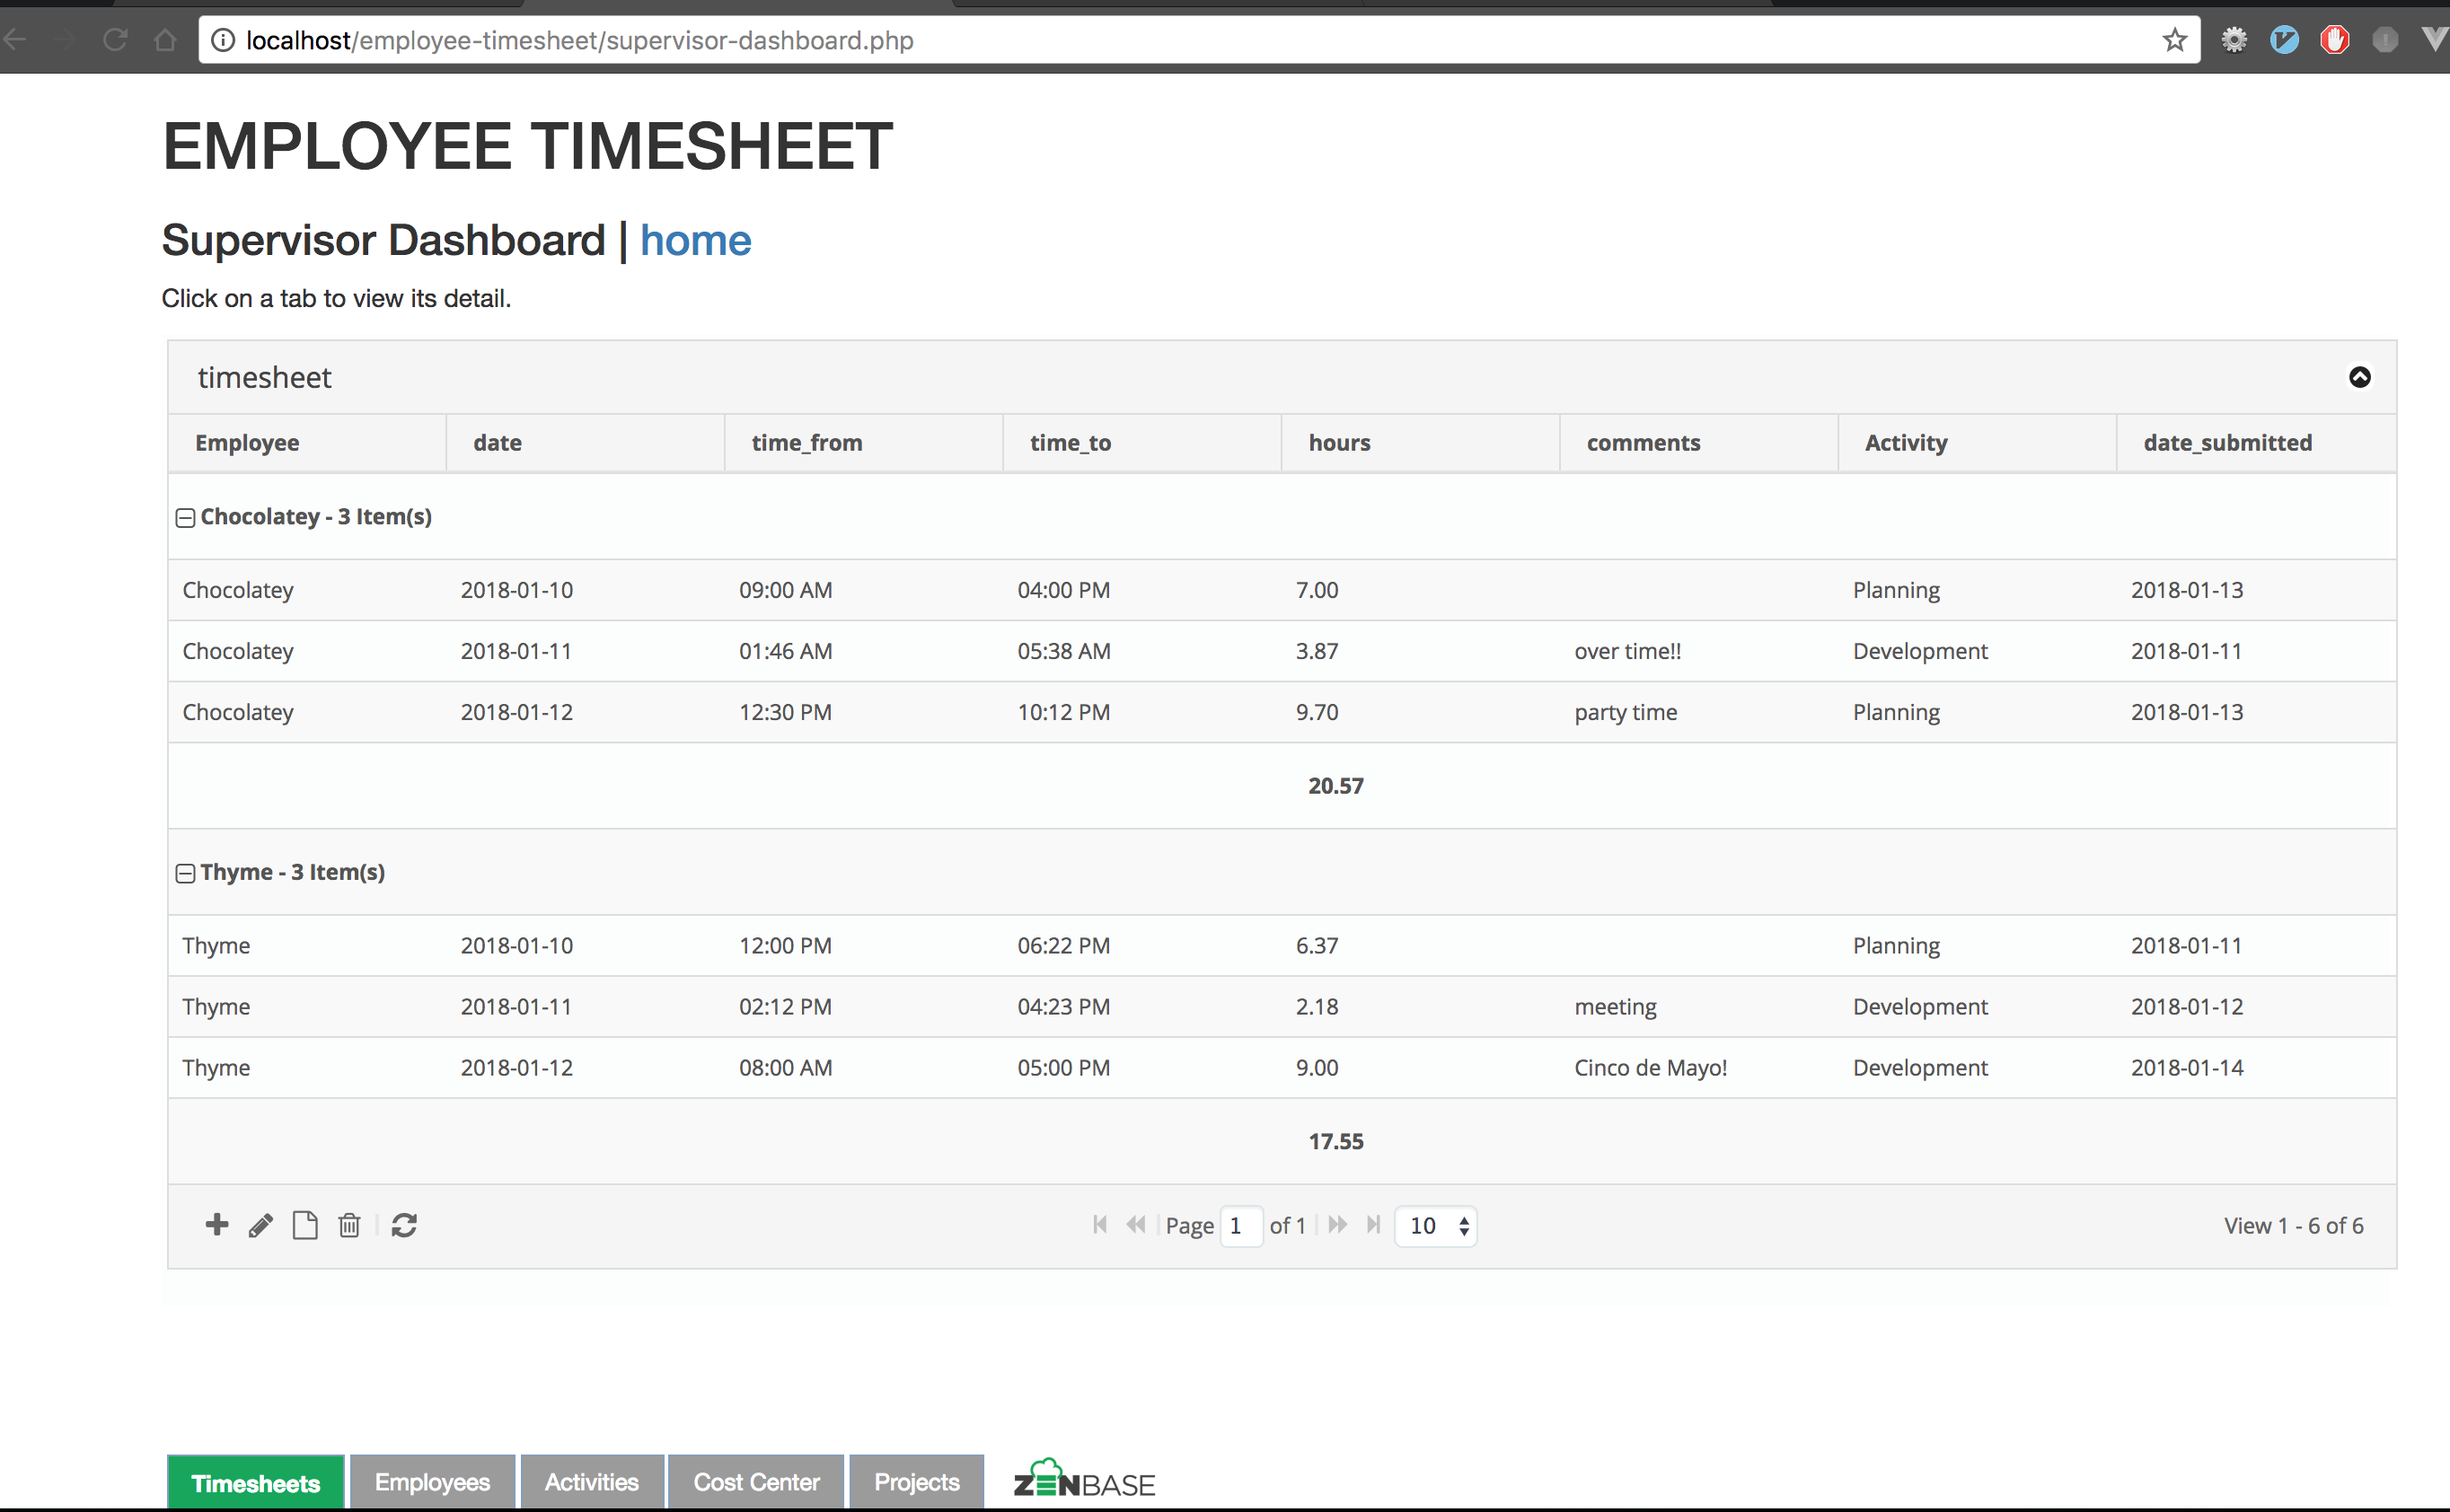 localhost/employee-timesheet/supervisor-dashboard.php
EMPLOYEE TIMESHEET
Supervisor Dashboard | home
Click on a tab to view its detail.
timesheet
Employee date time_from time_to hours comments Activity date_submitted
Chocolatey - 3 Item(s)
Chocolatey 2018-01-10 09:00 AM 04:00 PM 7.00 Planning 2018-01-13
Chocolatey 2018-01-11 01:46 AM 05:38 AM 3.87 over time!! Development 2018-01-11
Chocolatey 2018-01-12 12:30 PM 10:12 PM 9.70 party time Planning 2018-01-13
20.57
Thyme - 3 Item(s)
Thyme 2018-01-10 12:00 PM 06:22 PM 6.37 Planning 2018-01-11
Thyme 2018-01-11 02:12 PM 04:23 PM 2.18 meeting Development 2018-01-12
Thyme 2018-01-12 08:00 AM 05:00 PM 9.00 Cinco de Mayo! Development 2018-01-14
17.55
Page 1 of 1 10 View 1 - 6 of 6
Timesheets Employees Activities Cost Center Projects ZENBASE